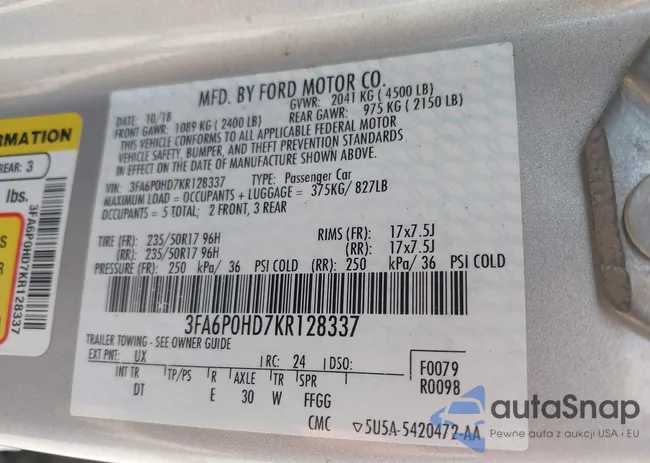 MFD. BY FORD MOTOR CO.
DATE: 10/18 GVWR: 2041 KG ( 4500 LB)
FRONT GAWR: 1089 KG ( 2400 LB) REAR GAWR: 975 KG ( 2150 LB)
THIS VEHICLE CONFORMS TO ALL APPLICABLE FEDERAL MOTOR
VEHICLE SAFETY, BUMPER, AND THEFT PREVENTION STANDARDS
IN EFFECT ON THE DATE OF MANUFACTURE SHOWN ABOVE.
VIN: 3FA6P0HD7KR128337 TYPE: Passenger Car
MAXIMUM LOAD = OCCUPANTS + LUGGAGE = 375KG/ 827LB
OCCUPANTS = 5 TOTAL; 2 FRONT, 3 REAR
TIRE (FR): 235/50R17 96H RIMS (FR): 17x7.5J
(RR): 235/50R17 96H (RR): 17x7.5J
PRESSURE (FR): 250 kPa/ 36 PSI COLD (RR): 250 kPa/ 36 PSI COLD
3FA6P0HD7KR128337
TRAILER TOWING - SEE OWNER GUIDE
EXT PNT: UX RC: 24 DSO: F0079
INT TR TP/PS R AXLE TR SPR R0098
DT E 30 W FFGG
CMC 5U5A-5420472-AA
ORMATION
REAR: 3
lbs.
3FA6P0HD7KR128337
autaSnap
Pewne auta z aukcji USA i EU